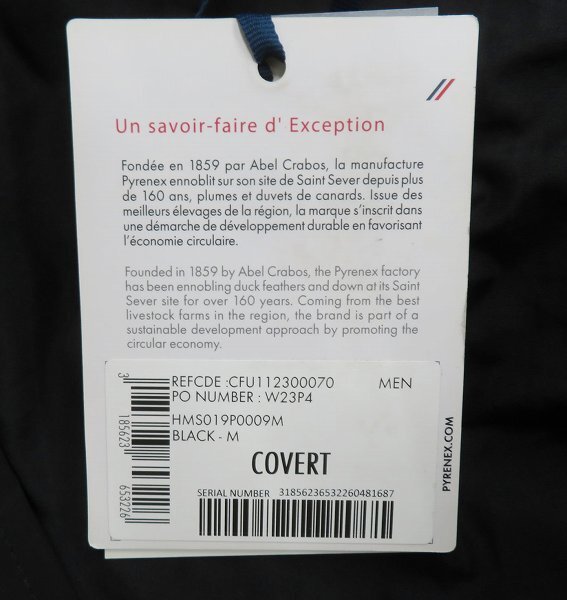 Un savoir-faire d' Exception
Fondée en 1859 par Abel Crabos, la manufacture
Pyrenex ennoblit sur son site de Saint Sever depuis plus
de 160 ans, plumes et duvets de canards. Issue des
meilleurs élevages de la région, la marque s'inscrit dans
une démarche de développement durable en favorisant
l'économie circulaire.
Founded in 1859 by Abel Crabos, the Pyrenex factory
has been ennobling duck feathers and down at its Saint
Sever site for over 160 years. Coming from the best
livestock farms in the region, the brand is part of a
sustainable development approach by promoting the
circular economy.
REFCDE :CFU112300070 MEN
PO NUMBER : W23P4
HMS019P0009M
BLACK - M
COVERT
SERIAL NUMBER 31856236532260481687
3 185623 653226
PYRENEX.COM